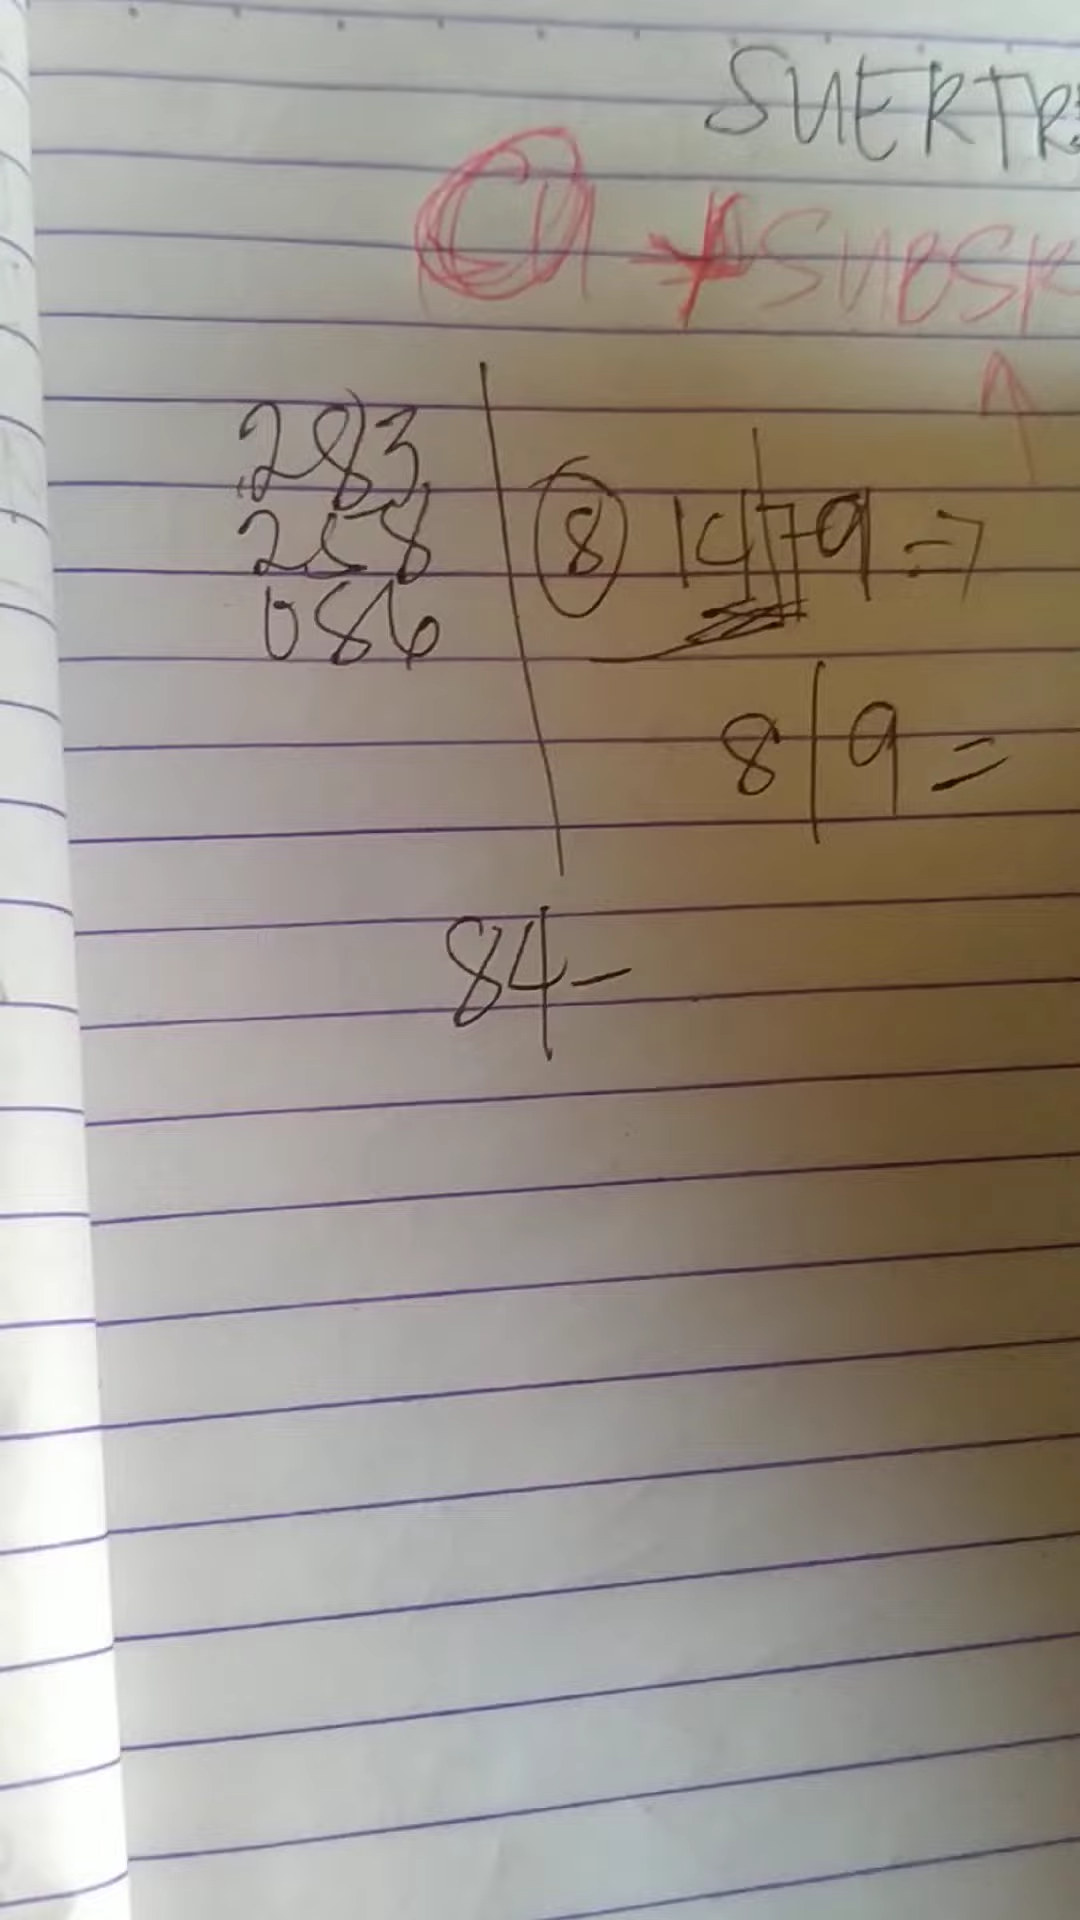 SUERTR
SUBSK
283
258
086
8 1479 =7
8|9 =
84-